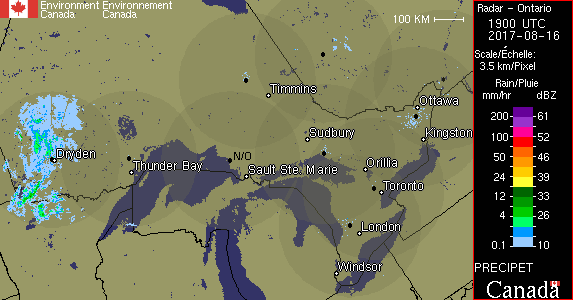 Environment Environnement
Canada Canada
100 KM
Timmins
Ottawa
Sudbury
Kingston
Dryden
N/O
Thunder Bay
Sault Ste. Marie
Orillia
Toronto
London
Windsor
Radar - Ontario
1900 UTC
2017-08-16
Scale/Échelle:
3.5 km/Pixel
Rain/Pluie
mm/hr dBZ
200 61
100 52
50 46
24 39
12 33
4 26
0.1 10
PRECIPET
Canada